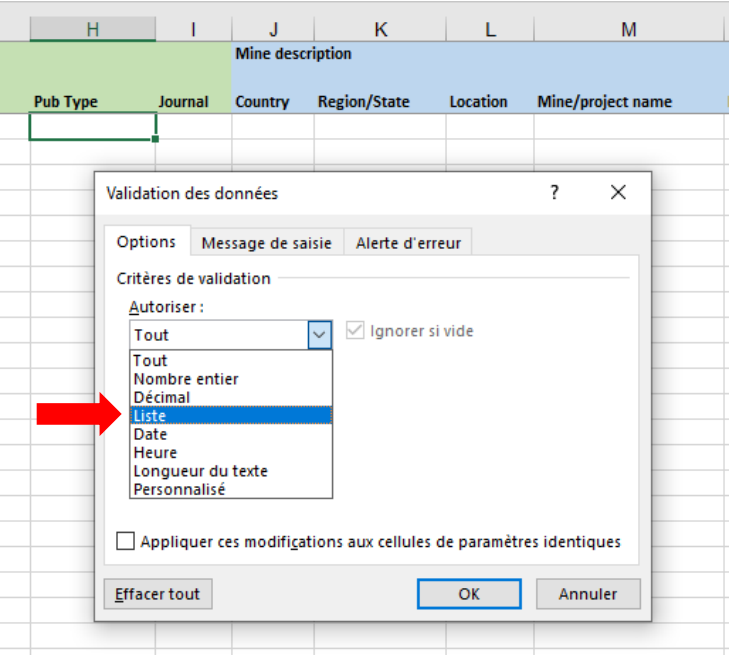 H I J K L M
Mine description
Pub Type Journal Country Region/State Location Mine/project name
Validation des données ?
Options Message de saisie Alerte d'erreur
Critères de validation
Autoriser :
Tout Ignorer si vide
Tout
Nombre entier
Décimal
Liste
Date
Heure
Longueur du texte
Personnalisé
Appliquer ces modifications aux cellules de paramètres identiques
Effacer tout OK Annuler